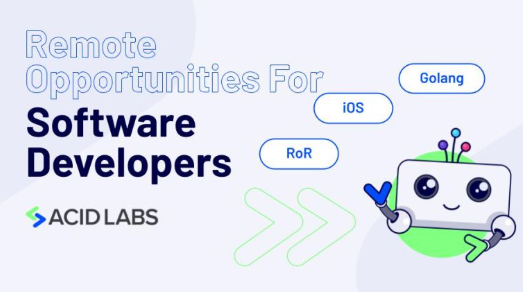 Remote
Opportunities For
Software
Developers
Golang
iOS
RoR
ACID LABS